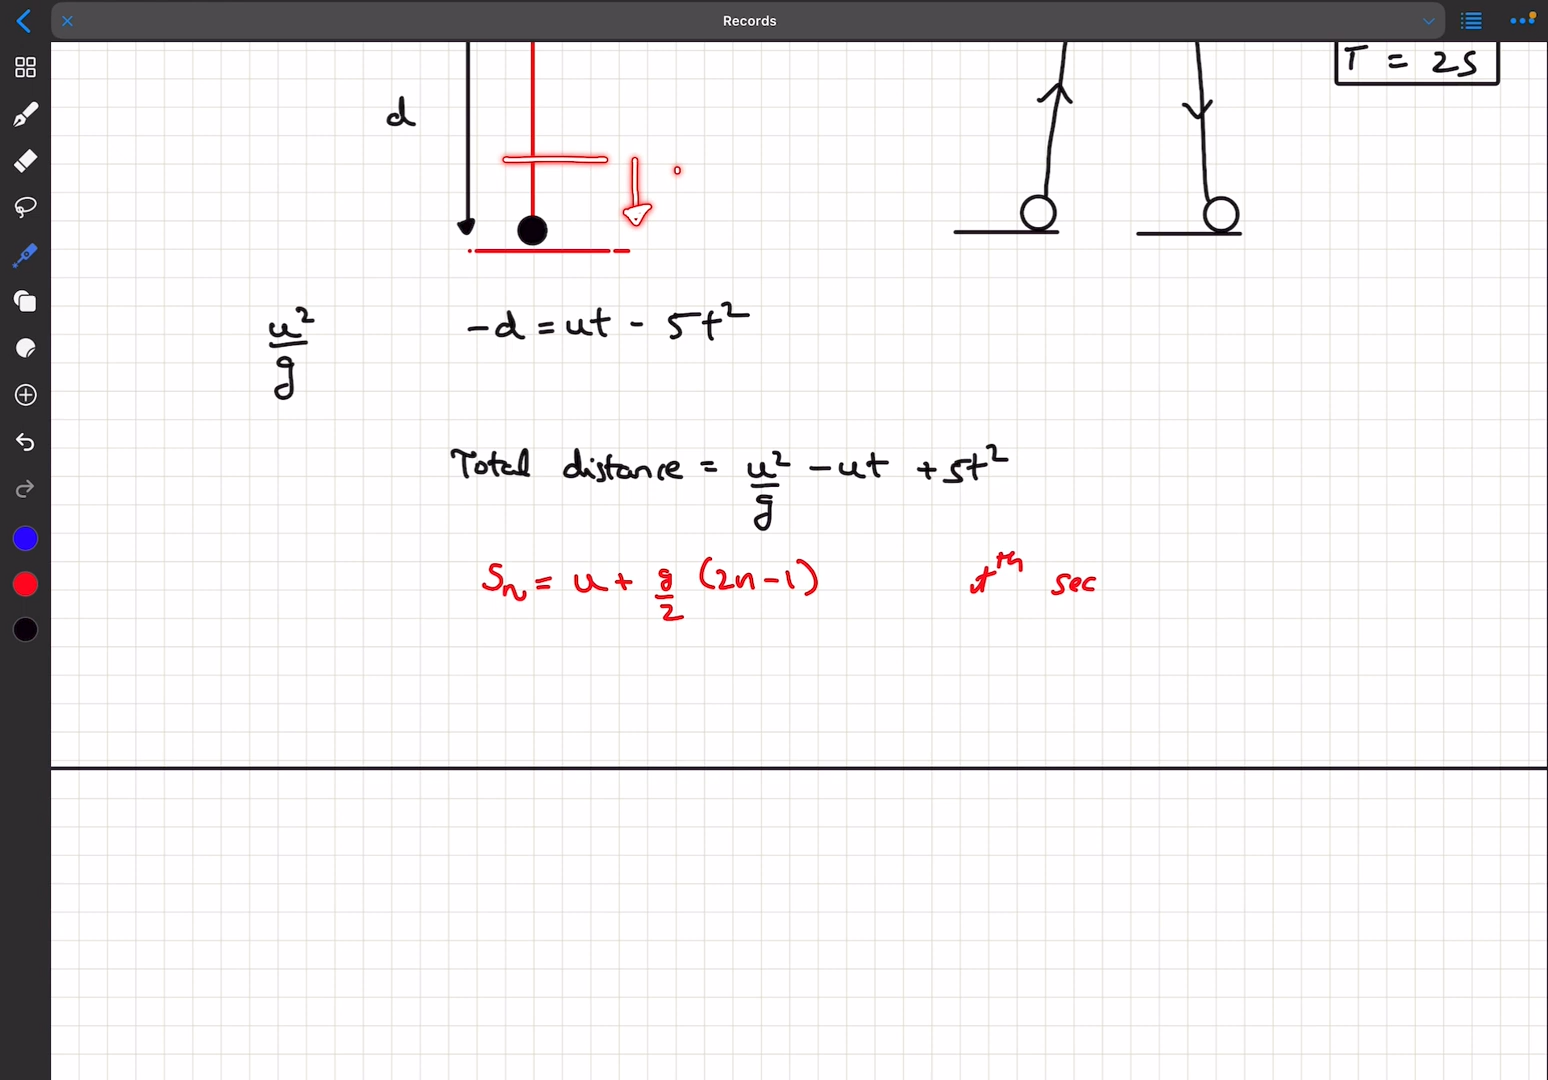 Records
T = 2s
d
u²/g
-d = ut - 5t²
Total distance = u²/g - ut + 5t²
Sₙ = u + g/2 (2n-1)
tᵗʰ sec